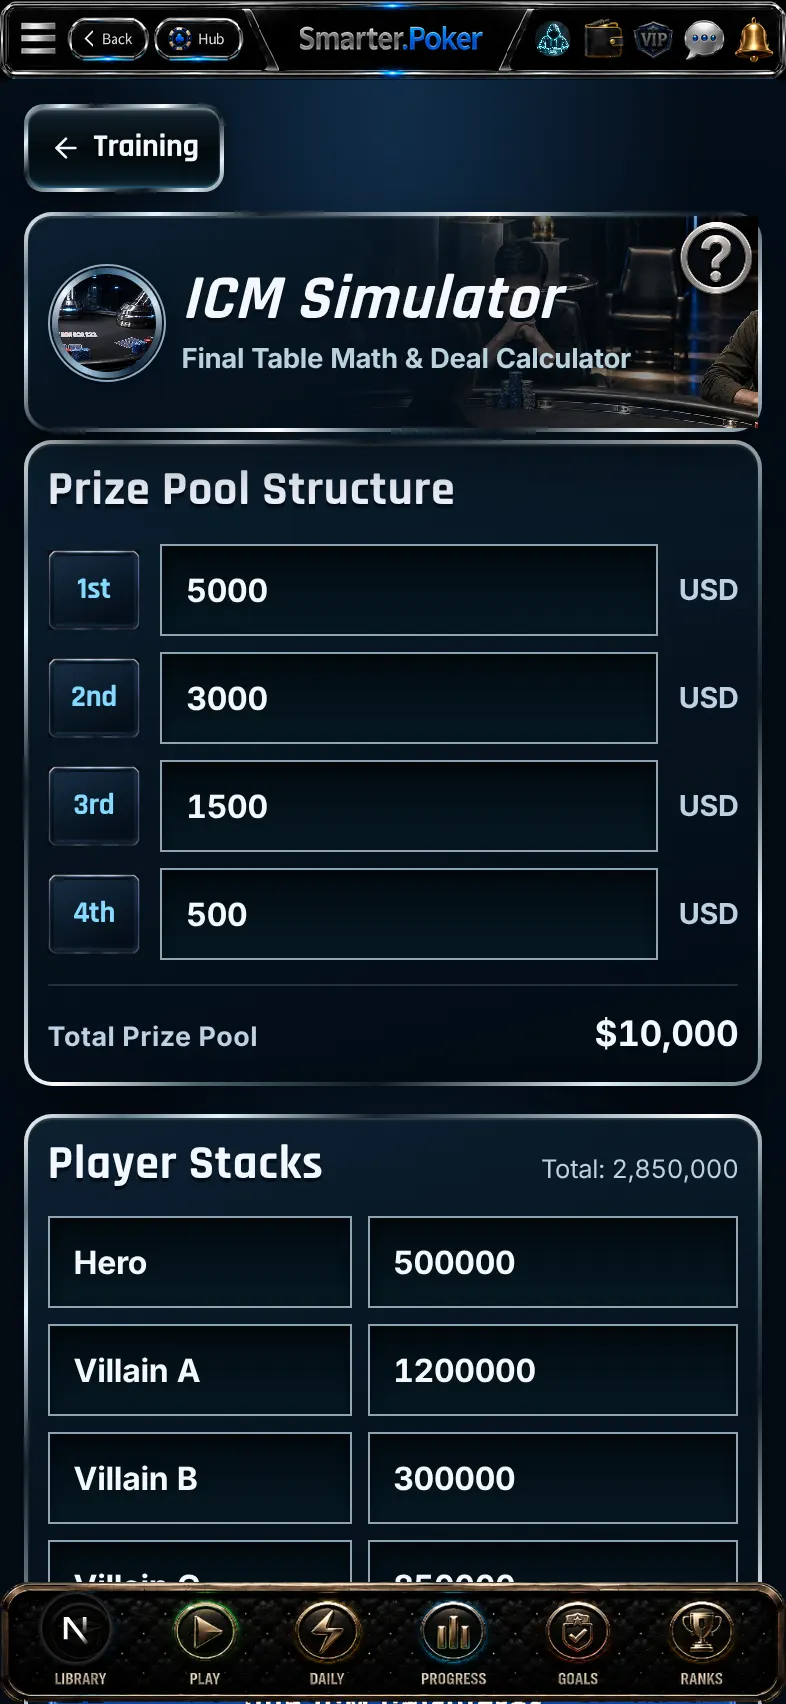 Back
Hub
Smarter.Poker
VIP
Training
ICM Simulator
Final Table Math & Deal Calculator
?
Prize Pool Structure
1st
5000
USD
2nd
3000
USD
3rd
1500
USD
4th
500
USD
Total Prize Pool
$10,000
Player Stacks
Total: 2,850,000
Hero
500000
Villain A
1200000
Villain B
300000
Villain C
850000
N
LIBRARY
PLAY
DAILY
PROGRESS
GOALS
RANKS